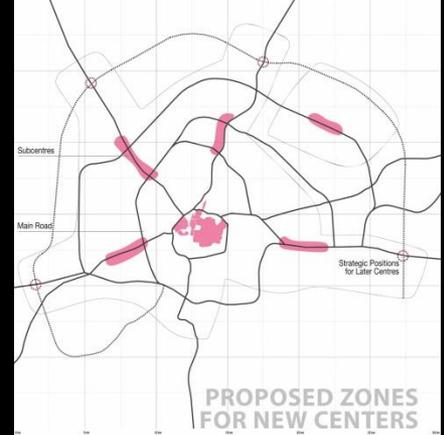 Subcentres
Main Road
Strategic Positions
for Later Centres
PROPOSED ZONES
FOR NEW CENTERS